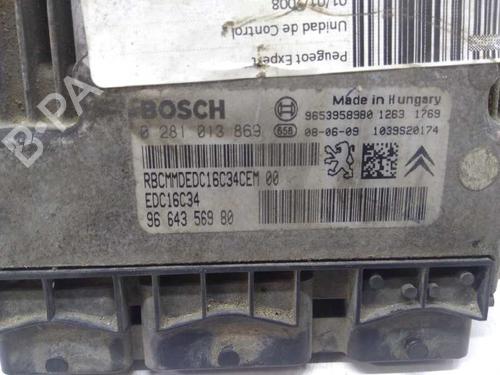 Peugeot Expert
Unidad de Control
01/01/2008
BOSCH
0 281 013 869
658
Made in Hungary
9653958980 1263 1769
08-06-09 1039S20174
RBCMMDEDC16C34CEM 00
EDC16C34
96 643 569 80